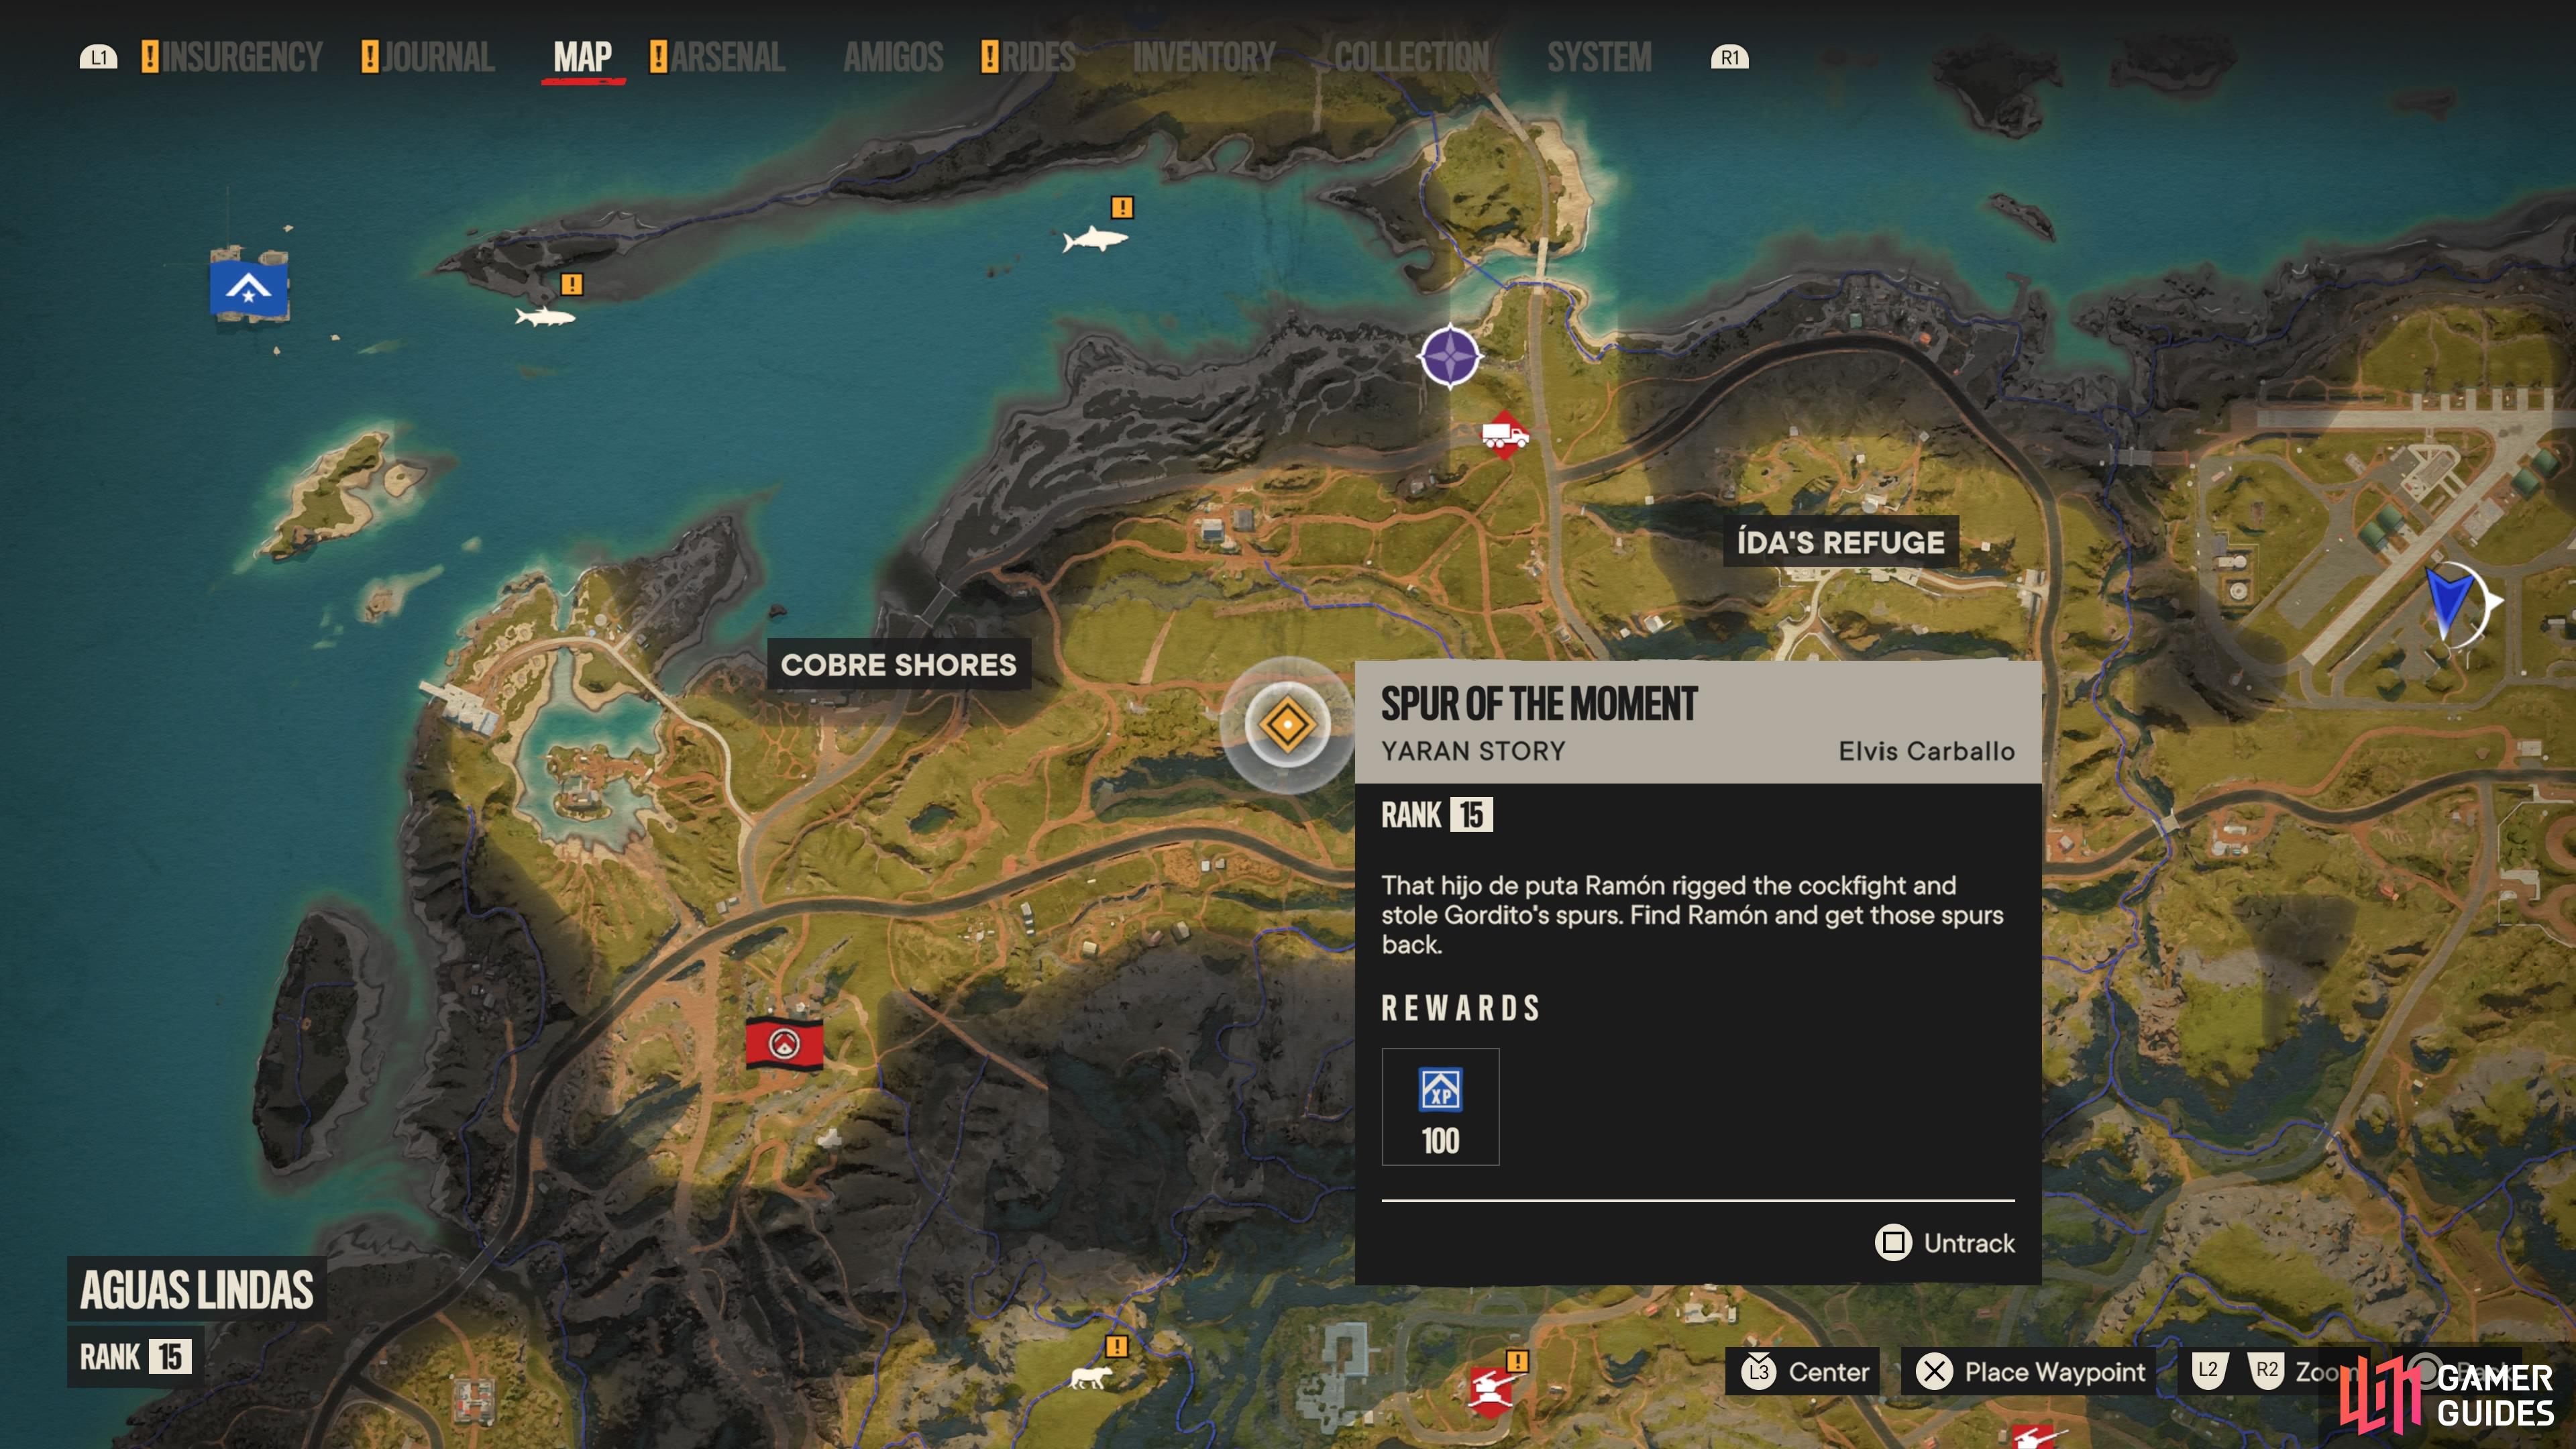 L1 ! INSURGENCY ! JOURNAL MAP ! ARSENAL AMIGOS ! RIDES INVENTORY COLLECTION SYSTEM R1
!
!
ÍDA'S REFUGE
COBRE SHORES
SPUR OF THE MOMENT
YARAN STORY Elvis Carballo
RANK 15
That hijo de puta Ramón rigged the cockfight and
stole Gordito's spurs. Find Ramón and get those spurs
back.
REWARDS
XP
100
Untrack
AGUAS LINDAS
RANK 15
!
!
L3 Center Place Waypoint L2 R2
GAMER
GUIDES